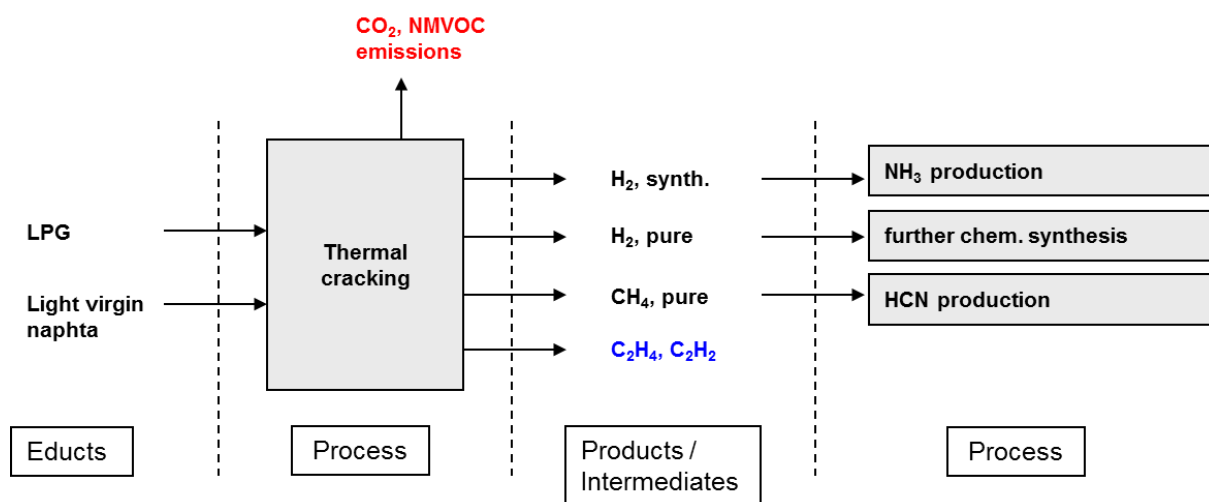 CO₂, NMVOC
emissions
LPG
Light virgin
naphta
Thermal
cracking
H₂, synth.
H₂, pure
CH₄, pure
C₂H₄, C₂H₂
NH₃ production
further chem. synthesis
HCN production
Educts
Process
Products /
Intermediates
Process